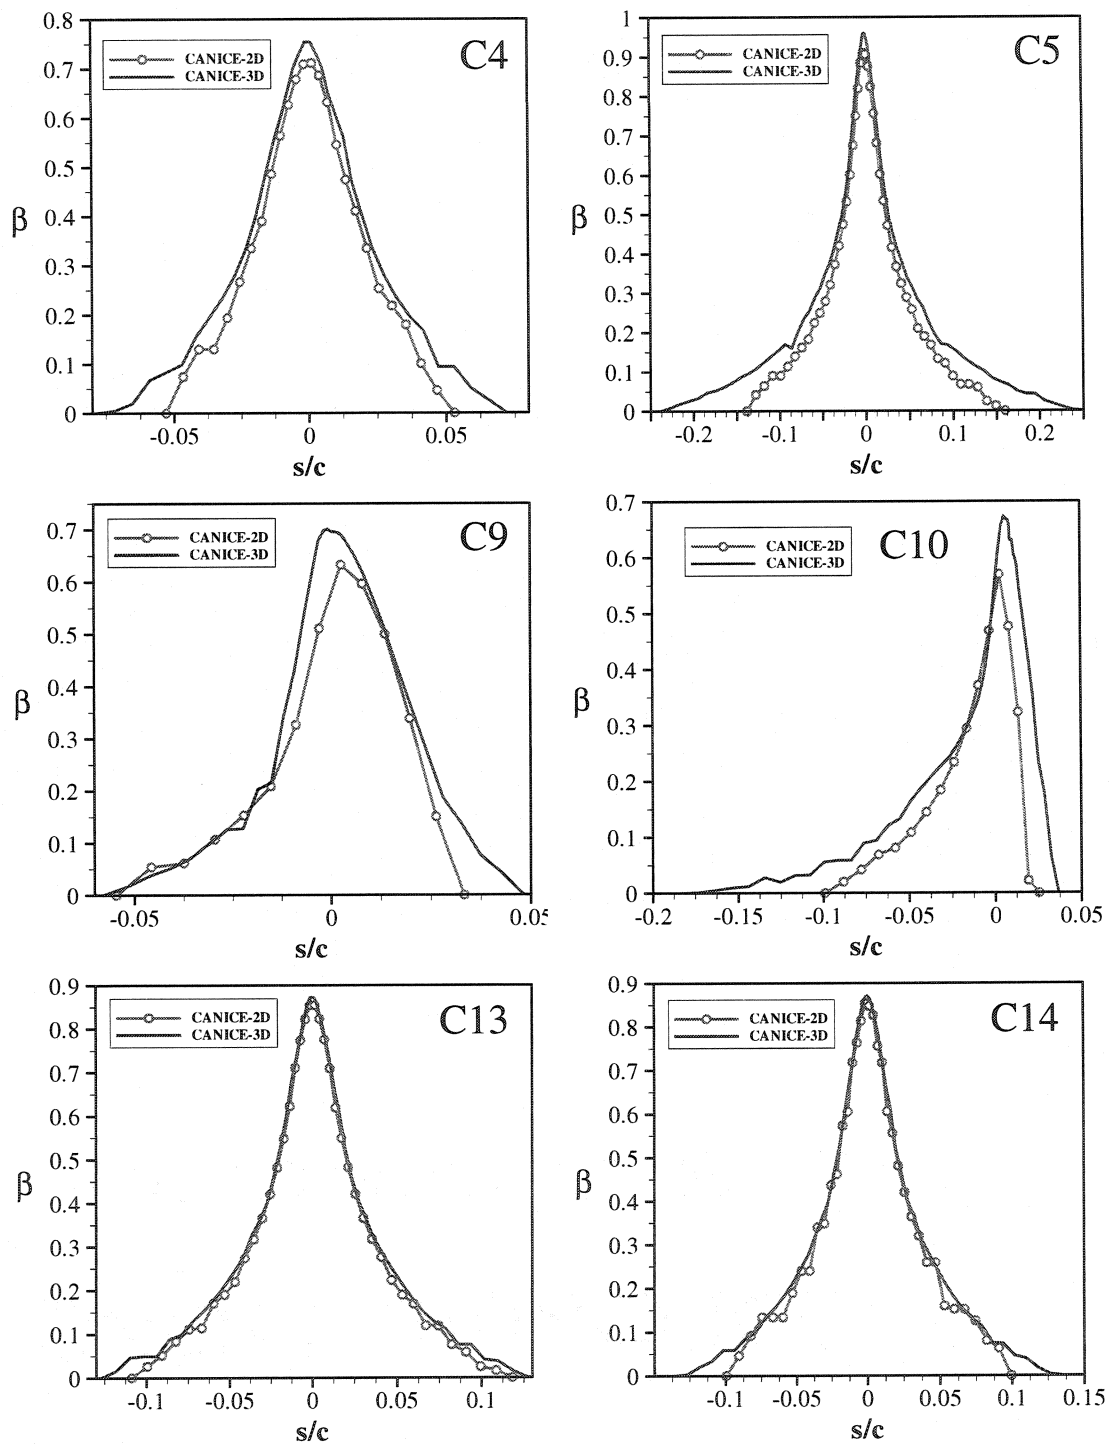 C4
CANICE-2D
CANICE-3D
0.8
0.7
0.6
0.5
0.4
0.3
0.2
0.1
0
β
-0.05 0 0.05
s/c
C5
CANICE-2D
CANICE-3D
1
0.9
0.8
0.7
0.6
0.5
0.4
0.3
0.2
0.1
0
β
-0.2 -0.1 0 0.1 0.2
s/c
C9
CANICE-2D
CANICE-3D
0.7
0.6
0.5
0.4
0.3
0.2
0.1
0
β
-0.05 0 0.05
s/c
C10
CANICE-2D
CANICE-3D
0.7
0.6
0.5
0.4
0.3
0.2
0.1
0
β
-0.2 -0.15 -0.1 -0.05 0 0.05
s/c
C13
CANICE-2D
CANICE-3D
0.9
0.8
0.7
0.6
0.5
0.4
0.3
0.2
0.1
0
β
-0.1 -0.05 0 0.05 0.1
s/c
C14
CANICE-2D
CANICE-3D
0.9
0.8
0.7
0.6
0.5
0.4
0.3
0.2
0.1
0
β
-0.1 -0.05 0 0.05 0.1 0.15
s/c